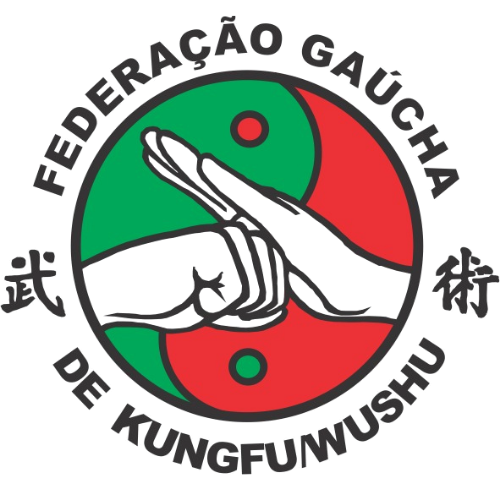 FEDERAÇÃO GAÚCHA
武 術
DE KUNGFU/WUSHU